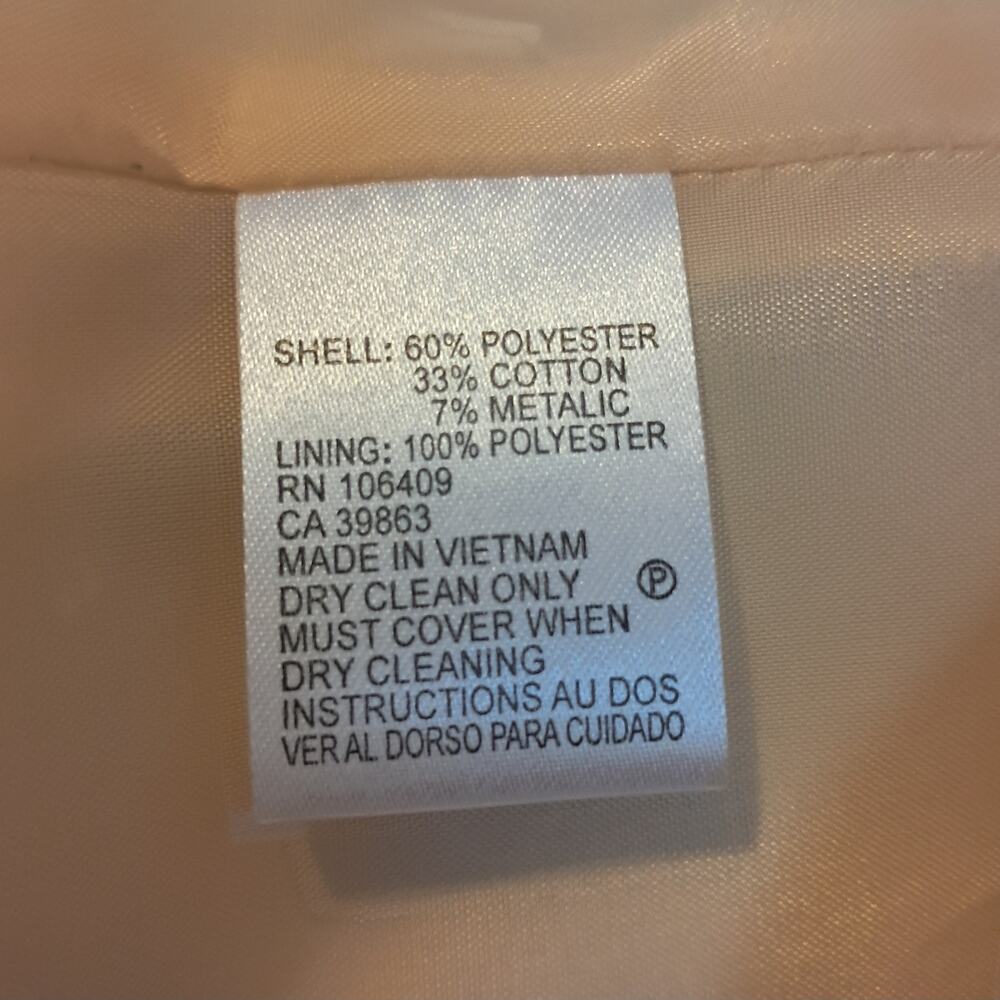 SHELL: 60% POLYESTER
33% COTTON
7% METALIC
LINING: 100% POLYESTER
RN 106409
CA 39863
MADE IN VIETNAM
DRY CLEAN ONLY Ⓟ
MUST COVER WHEN
DRY CLEANING
INSTRUCTIONS AU DOS
VER AL DORSO PARA CUIDADO